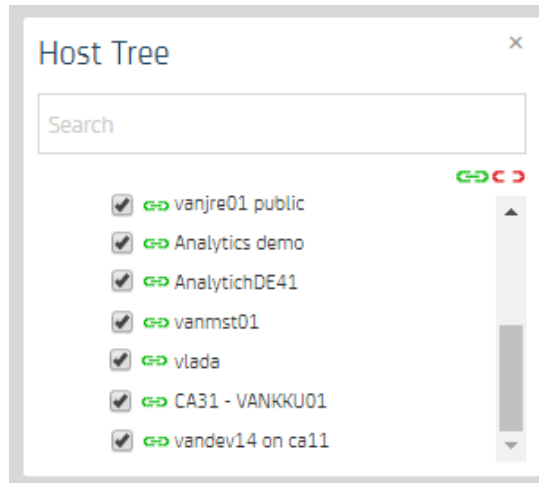 Host Tree
Search
vanjre01 public
Analytics demo
AnalytichDE41
vanmst01
vlada
CA31 - VANKKU01
vandev14 on ca11